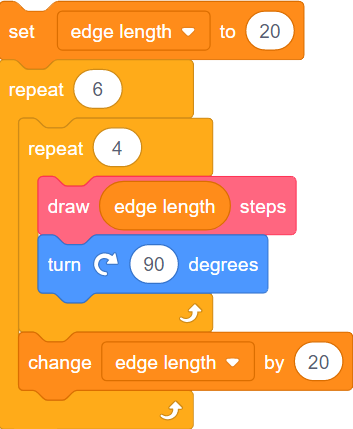 set edge length to 20
repeat 6
repeat 4
draw edge length steps
turn 90 degrees
change edge length by 20